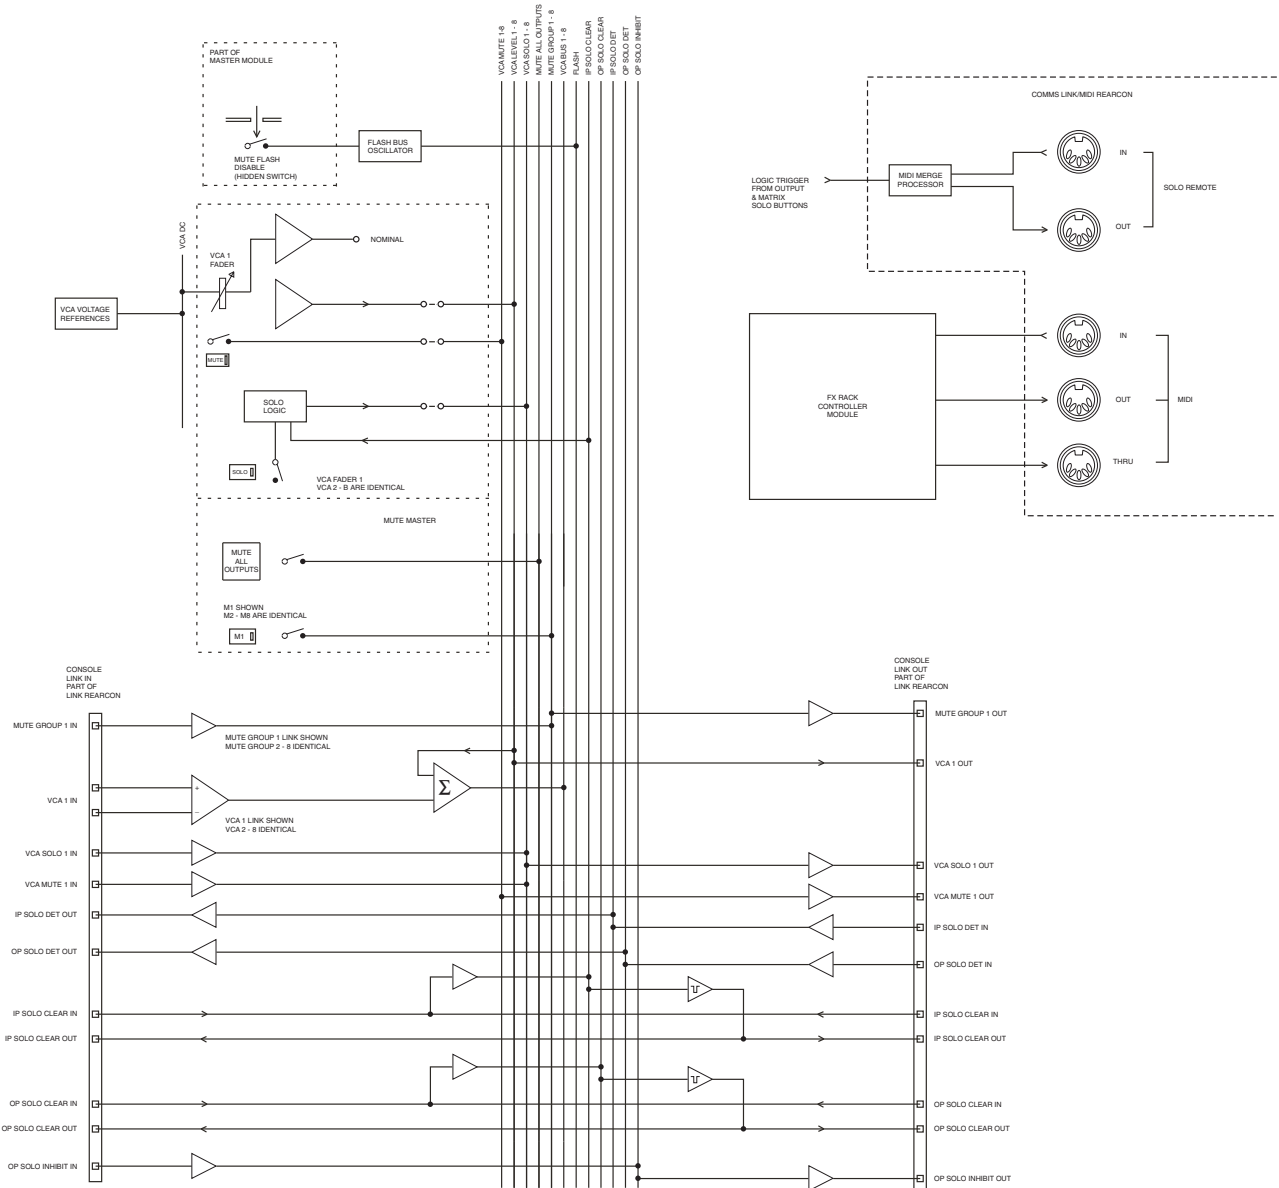 VCA MUTE 1-8
VCA LEVEL 1 - 8
VCA SOLO 1 - 8
MUTE ALL OUTPUTS
MUTE GROUP 1 - 8
VCA BUS 1 - 8
FLASH
IP SOLO CLEAR
OP SOLO CLEAR
IP SOLO DET
OP SOLO DET
OP SOLO INHIBIT
PART OF
MASTER MODULE
MUTE FLASH
DISABLE
(HIDDEN SWITCH)
FLASH BUS
OSCILLATOR
COMMS LINK/MIDI REARCON
LOGIC TRIGGER
FROM OUTPUT
& MATRIX
SOLO BUTTONS
MIDI MERGE
PROCESSOR
IN
OUT
SOLO REMOTE
VCA DC
VCA VOLTAGE
REFERENCES
VCA 1
FADER
NOMINAL
MUTE
SOLO
LOGIC
SOLO
VCA FADER 1
VCA 2 - B ARE IDENTICAL
FX RACK
CONTROLLER
MODULE
IN
OUT
THRU
MIDI
MUTE MASTER
MUTE
ALL
OUTPUTS
M1 SHOWN
M2 - M8 ARE IDENTICAL
M1
CONSOLE
LINK IN
PART OF
LINK REARCON
CONSOLE
LINK OUT
PART OF
LINK REARCON
MUTE GROUP 1 IN
MUTE GROUP 1 LINK SHOWN
MUTE GROUP 2 - 8 IDENTICAL
MUTE GROUP 1 OUT
VCA 1 OUT
VCA 1 IN
+
−
Σ
VCA 1 LINK SHOWN
VCA 2 - 8 IDENTICAL
VCA SOLO 1 IN
VCA SOLO 1 OUT
VCA MUTE 1 IN
VCA MUTE 1 OUT
IP SOLO DET OUT
IP SOLO DET IN
OP SOLO DET OUT
OP SOLO DET IN
IP SOLO CLEAR IN
IP SOLO CLEAR IN
IP SOLO CLEAR OUT
IP SOLO CLEAR OUT
OP SOLO CLEAR IN
OP SOLO CLEAR IN
OP SOLO CLEAR OUT
OP SOLO CLEAR OUT
OP SOLO INHIBIT IN
OP SOLO INHIBIT OUT